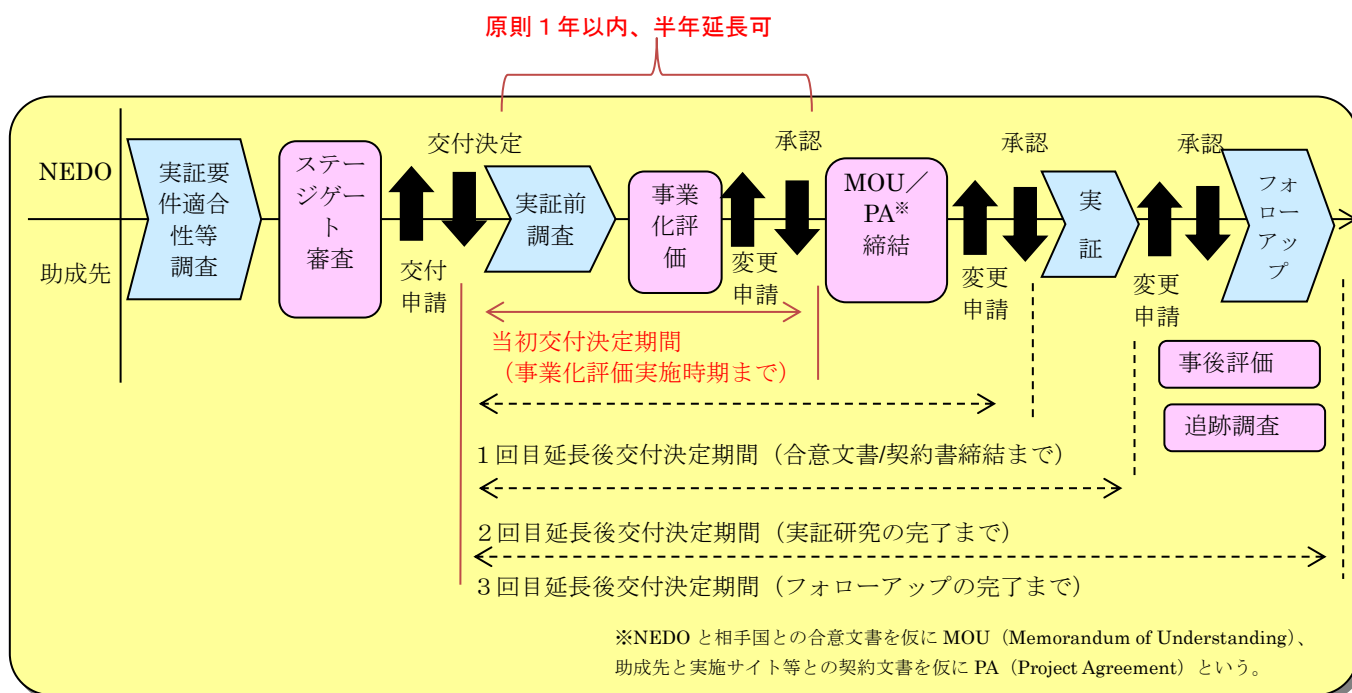 原則１年以内、半年延長可
NEDO
助成先
実証要
件適合
性等
調査
ステー
ジゲー
ト
審査
交付決定
交付
申請
実証前
調査
事業
化評
価
承認
変更
申請
MOU／
PA※
締結
承認
変更
申請
実
証
承認
変更
申請
フォ
ロー
アッ
プ
当初交付決定期間
（事業化評価実施時期まで）
事後評価
追跡調査
１回目延長後交付決定期間（合意文書/契約書締結まで）
２回目延長後交付決定期間（実証研究の完了まで）
３回目延長後交付決定期間（フォローアップの完了まで）
※NEDO と相手国との合意文書を仮に MOU（Memorandum of Understanding）、
助成先と実施サイト等との契約文書を仮に PA（Project Agreement）という。